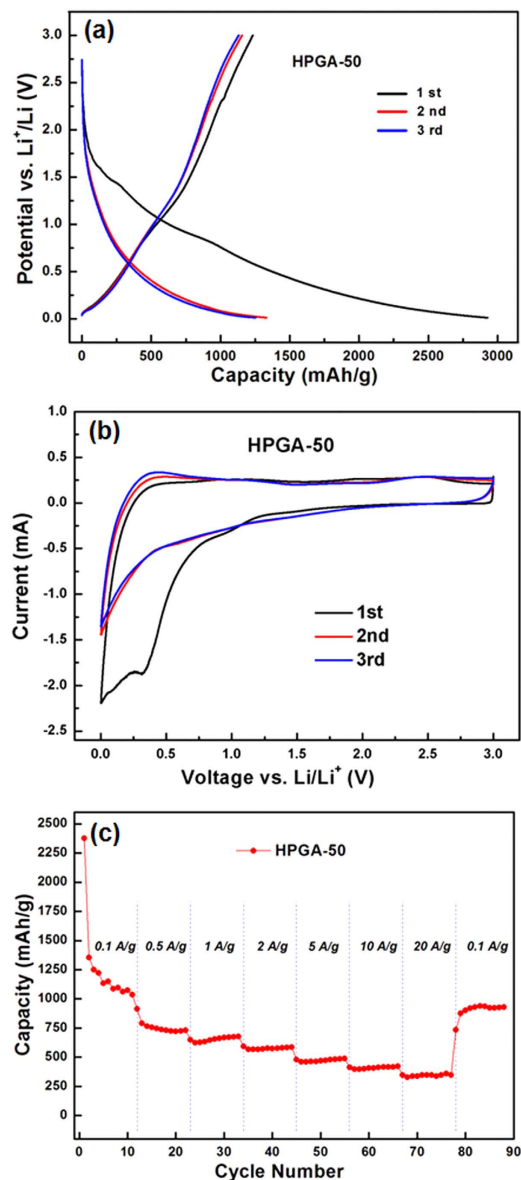 (a)
HPGA-50
1 st
2 nd
3 rd
Potential vs. Li⁺/Li (V)
3.0
2.5
2.0
1.5
1.0
0.5
0.0
0 500 1000 1500 2000 2500 3000
Capacity (mAh/g)
(b)
HPGA-50
1st
2nd
3rd
Current (mA)
1.0
0.5
0.0
-0.5
-1.0
-1.5
-2.0
-2.5
0.0 0.5 1.0 1.5 2.0 2.5 3.0
Voltage vs. Li/Li⁺ (V)
(c)
HPGA-50
0.1 A/g 0.5 A/g 1 A/g 2 A/g 5 A/g 10 A/g 20 A/g 0.1 A/g
Capacity (mAh/g)
2500
2250
2000
1750
1500
1250
1000
750
500
250
0
0 10 20 30 40 50 60 70 80 90
Cycle Number